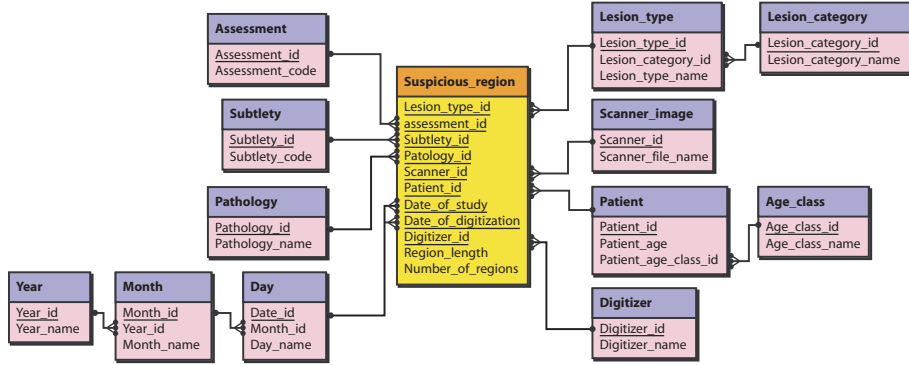 Assessment
Assessment_id
Assessment_code
Subtlety
Subtlety_id
Subtlety_code
Pathology
Pathology_id
Pathology_name
Year
Year_id
Year_name
Month
Month_id
Year_id
Month_name
Day
Date_id
Month_id
Day_name
Suspicious_region
Lesion_type_id
assessment_id
Subtlety_id
Patology_id
Scanner_id
Patient_id
Date_of_study
Date_of_digitization
Digitizer_id
Region_length
Number_of_regions
Lesion_type
Lesion_type_id
Lesion_category_id
Lesion_type_name
Lesion_category
Lesion_category_id
Lesion_category_name
Scanner_image
Scanner_id
Scanner_file_name
Patient
Patient_id
Patient_age
Patient_age_class_id
Age_class
Age_class_id
Age_class_name
Digitizer
Digitizer_id
Digitizer_name